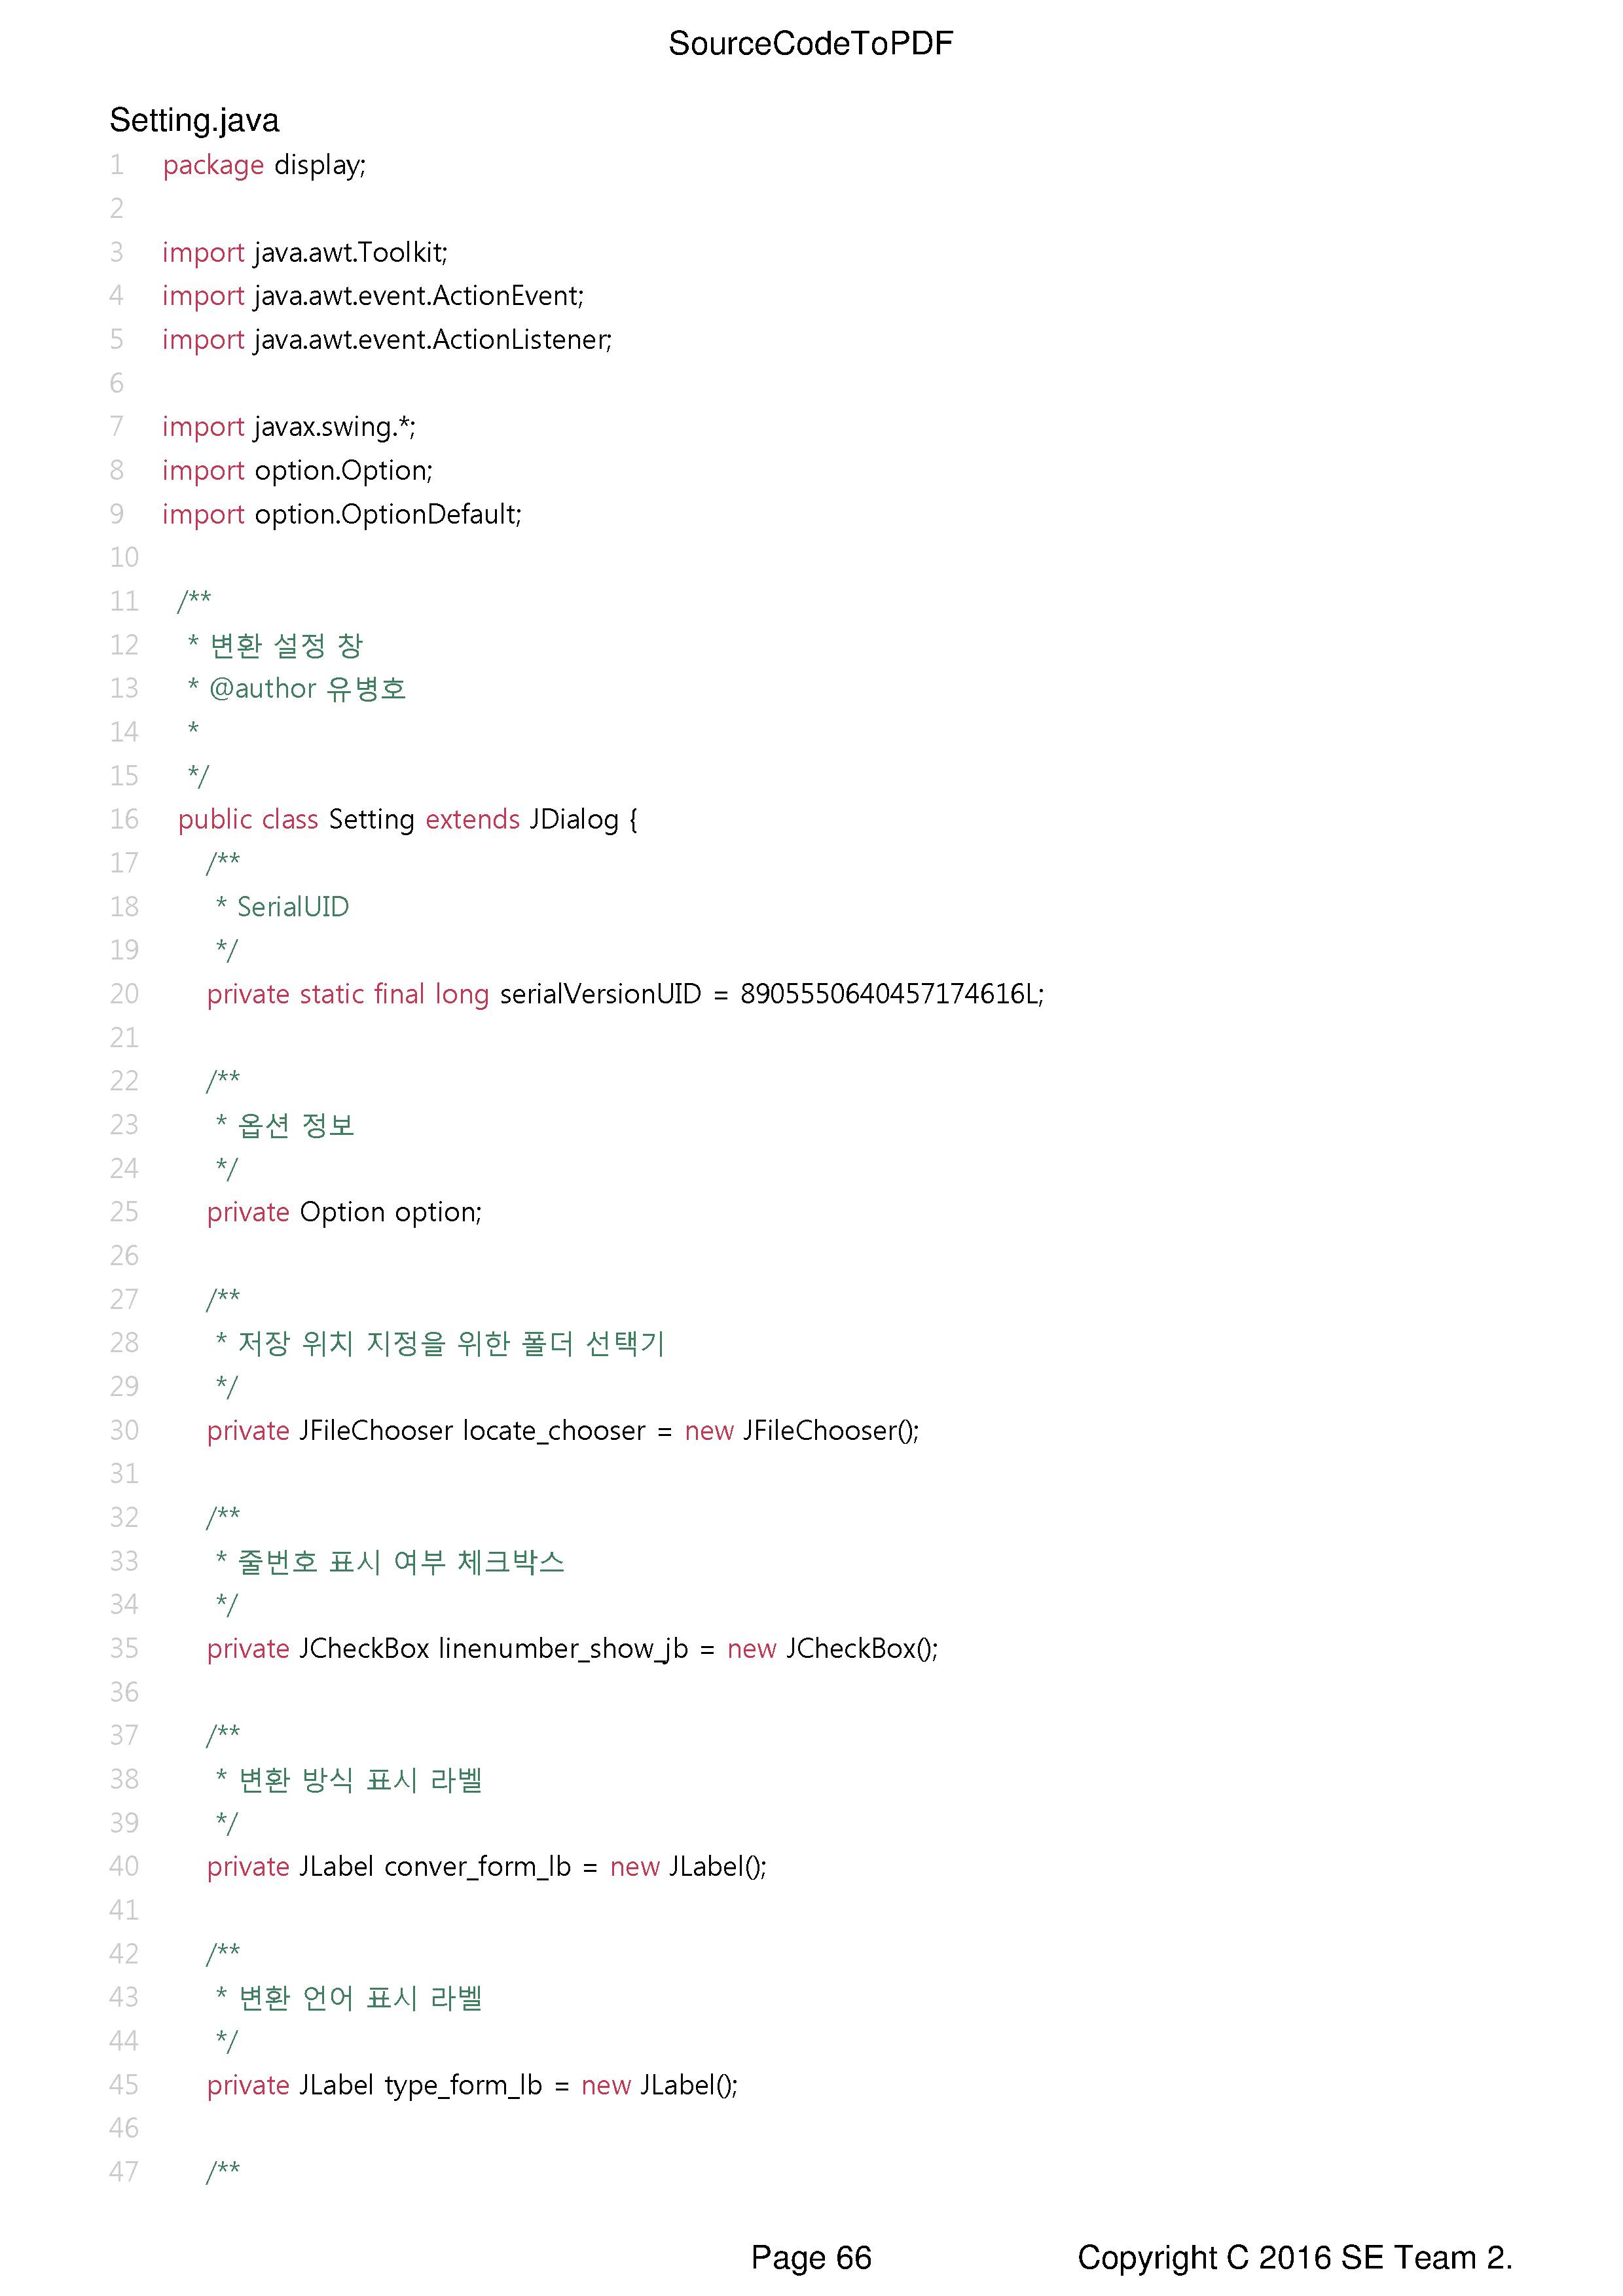 SourceCodeToPDF
Setting.java
1 package display;
2
3 import java.awt.Toolkit;
4 import java.awt.event.ActionEvent;
5 import java.awt.event.ActionListener;
6
7 import javax.swing.*;
8 import option.Option;
9 import option.OptionDefault;
10
11 /**
12 * 변환 설정 창
13 * @author 유병호
14 *
15 */
16 public class Setting extends JDialog {
17 /**
18 * SerialUID
19 */
20 private static final long serialVersionUID = 8905550640457174616L;
21
22 /**
23 * 옵션 정보
24 */
25 private Option option;
26
27 /**
28 * 저장 위치 지정을 위한 폴더 선택기
29 */
30 private JFileChooser locate_chooser = new JFileChooser();
31
32 /**
33 * 줄번호 표시 여부 체크박스
34 */
35 private JCheckBox linenumber_show_jb = new JCheckBox();
36
37 /**
38 * 변환 방식 표시 라벨
39 */
40 private JLabel conver_form_lb = new JLabel();
41
42 /**
43 * 변환 언어 표시 라벨
44 */
45 private JLabel type_form_lb = new JLabel();
46
47 /**
Page 66 Copyright C 2016 SE Team 2.